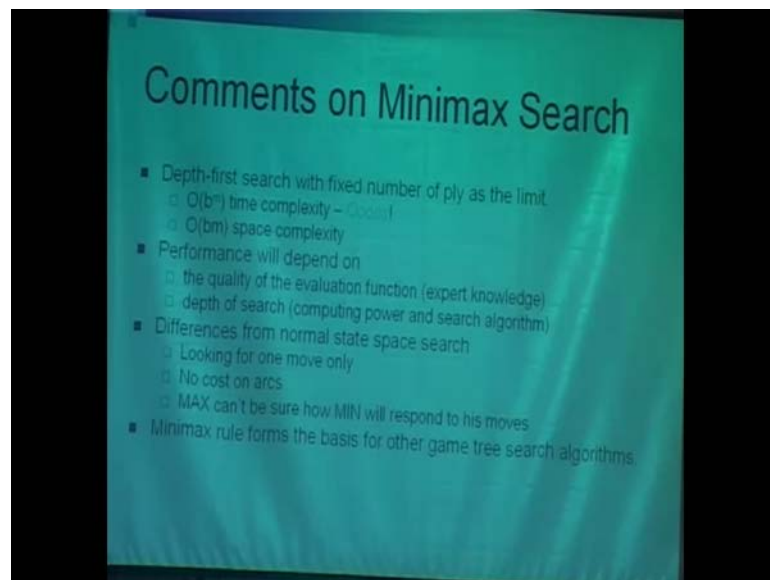 Comments on Minimax Search
■ Depth-first search with fixed number of ply as the limit.
□ O(bᵐ) time complexity – Ooops!
□ O(bm) space complexity
■ Performance will depend on
□ the quality of the evaluation function (expert knowledge)
□ depth of search (computing power and search algorithm)
■ Differences from normal state space search
□ Looking for one move only
□ No cost on arcs
□ MAX can't be sure how MIN will respond to his moves
■ Minimax rule forms the basis for other game tree search algorithms.